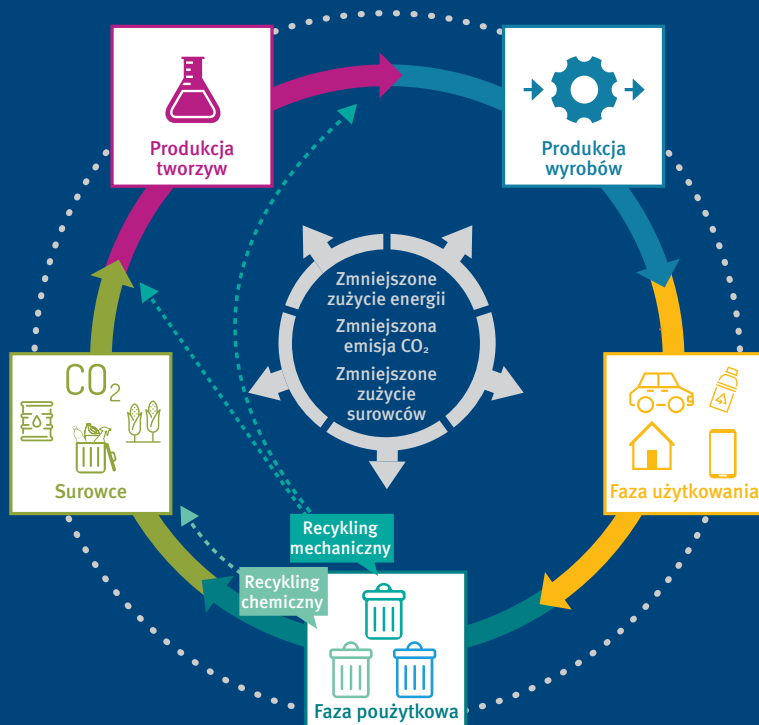 Produkcja
tworzyw
Produkcja
wyrobów
Zmniejszone
zużycie energii
Zmniejszona
emisja CO₂
Zmniejszone
zużycie
surowców
CO₂
Surowce
Faza użytkowania
Recykling
mechaniczny
Recykling
chemiczny
Faza poużytkowa